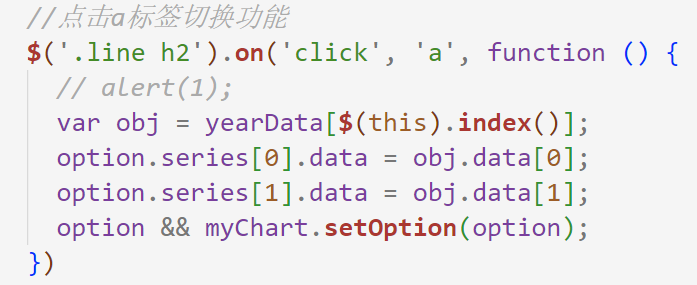 //点击a标签切换功能
$('.line h2').on('click', 'a', function () {
// alert(1);
var obj = yearData[$(this).index()];
option.series[0].data = obj.data[0];
option.series[1].data = obj.data[1];
option && myChart.setOption(option);
})